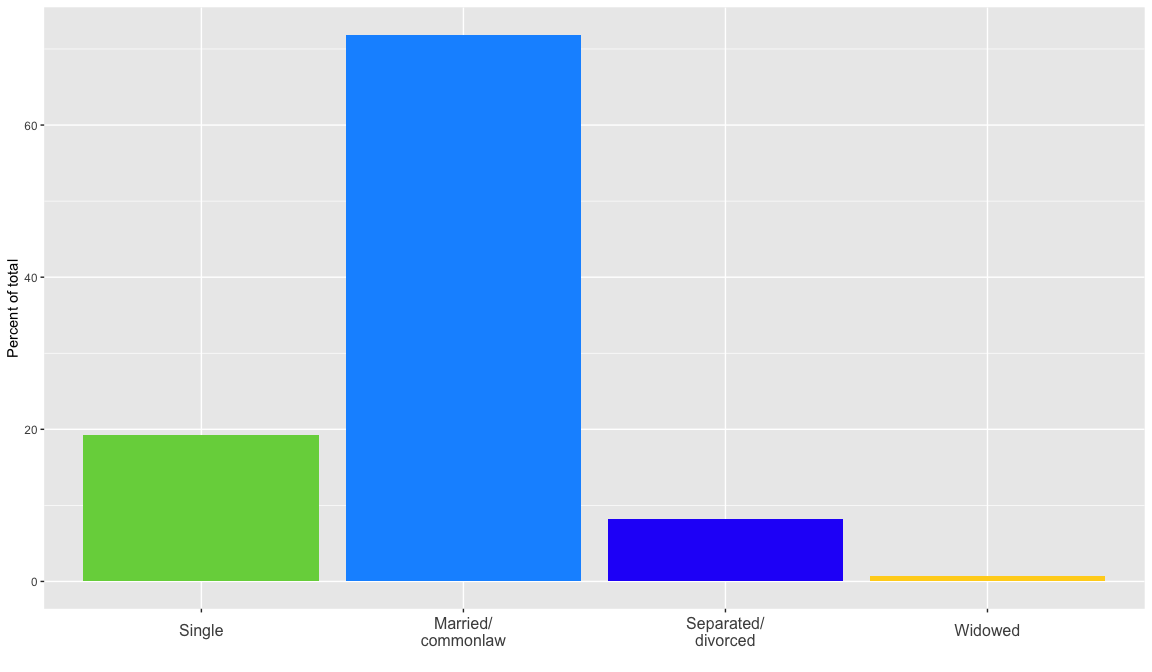 Percent of total
60
40
20
0
Single
Married/
commonlaw
Separated/
divorced
Widowed